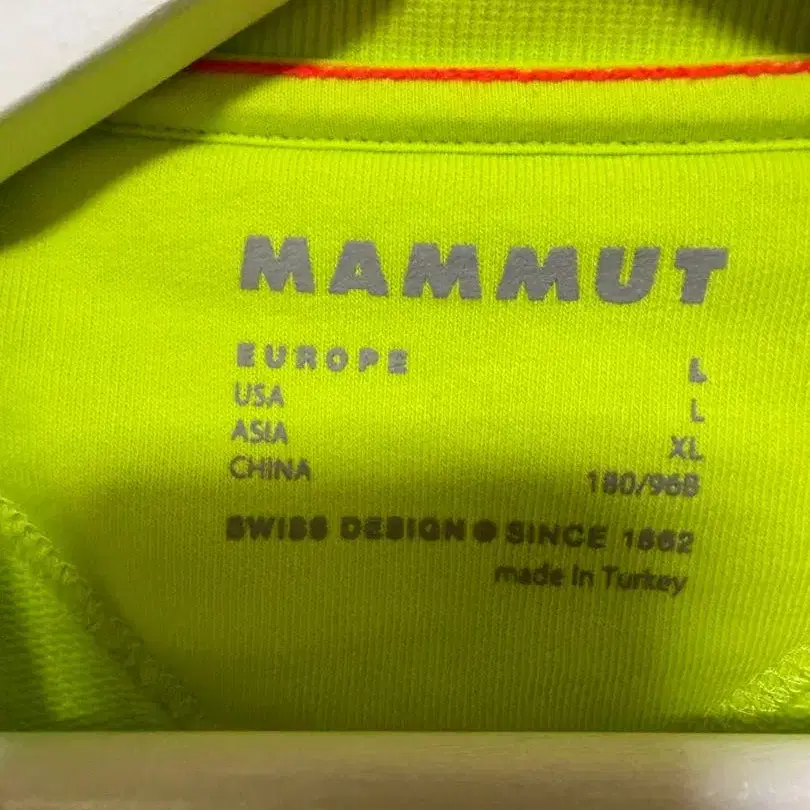 MAMMUT
EUROPE L
USA L
ASIA XL
CHINA 180/96B
SWISS DESIGN SINCE 1862
made in Turkey